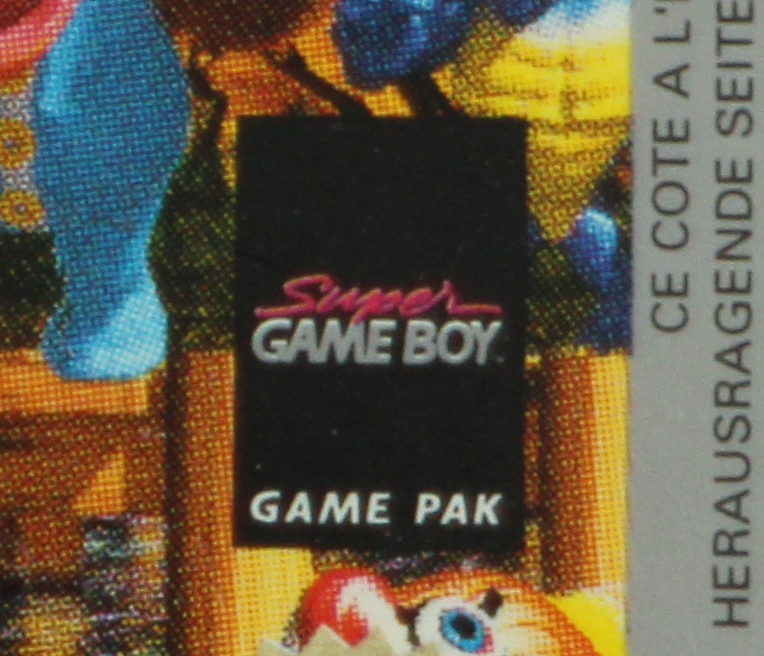 Super
GAME BOY
GAME PAK
CE COTE A L'
HERAUSRAGENDE SEITE